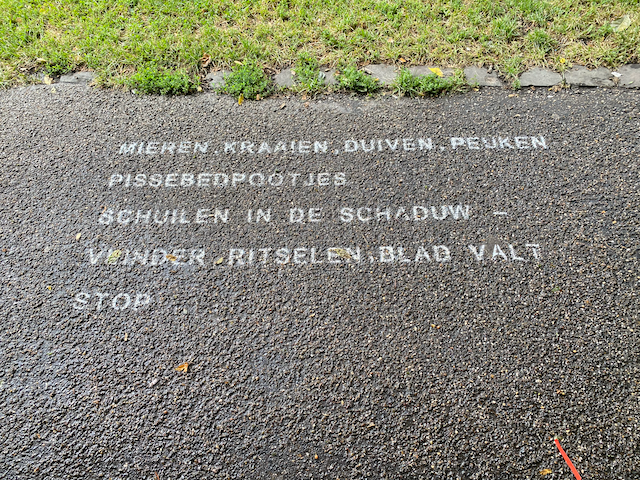 MIEREN, KRAAIEN, DUIVEN, PEUKEN
PISSEBEDPOOTJES
SCHUILEN IN DE SCHADUW –
VLINDER, RITSELEN, BLAD VALT
STOP